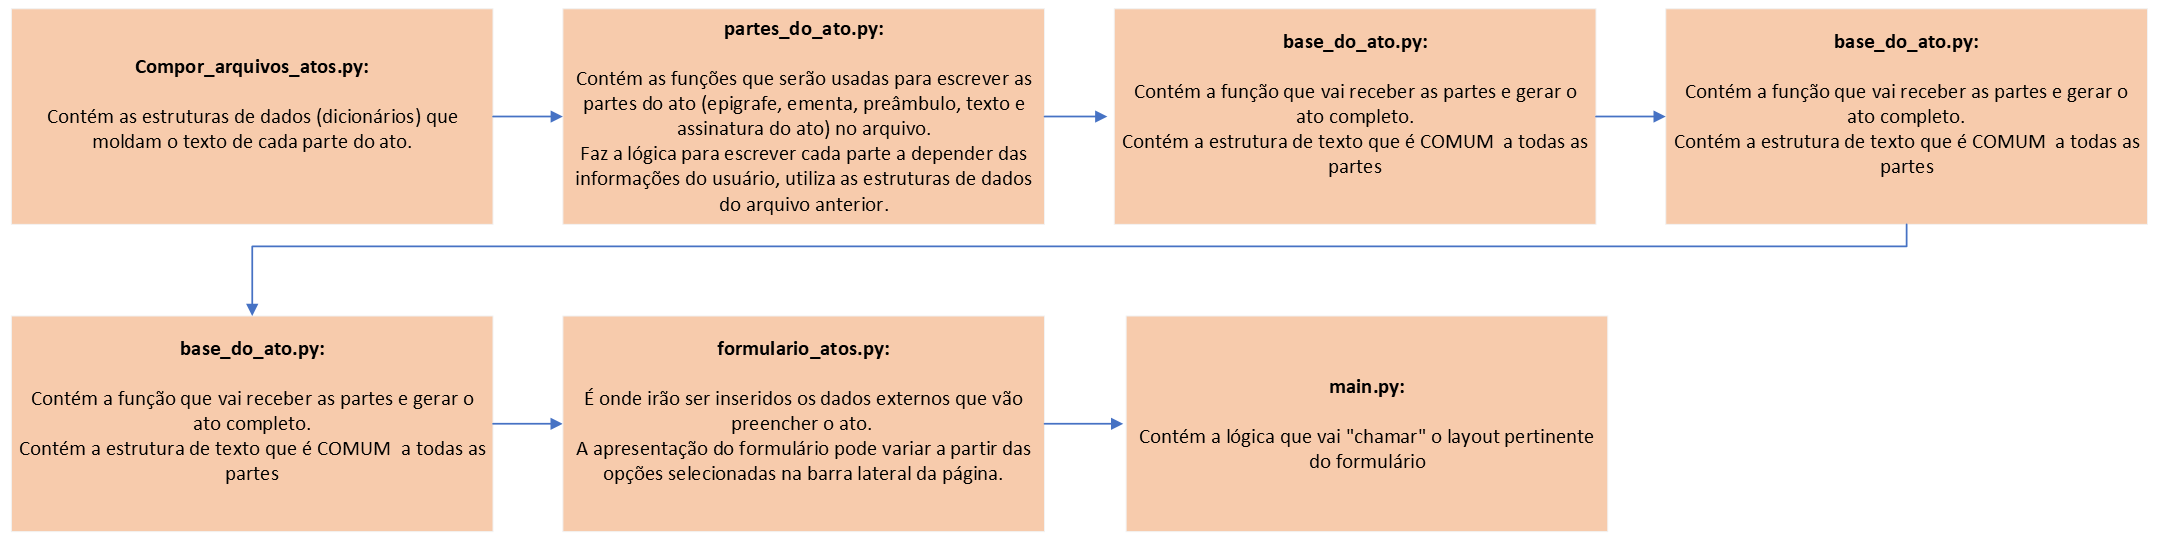 Compor_arquivos_atos.py:
Contém as estruturas de dados (dicionários) que
moldam o texto de cada parte do ato.
partes_do_ato.py:
Contém as funções que serão usadas para escrever as
partes do ato (epigrafe, ementa, preâmbulo, texto e
assinatura do ato) no arquivo.
Faz a lógica para escrever cada parte a depender das
informações do usuário, utiliza as estruturas de dados
do arquivo anterior.
base_do_ato.py:
Contém a função que vai receber as partes e gerar o
ato completo.
Contém a estrutura de texto que é COMUM  a todas as
partes
base_do_ato.py:
Contém a função que vai receber as partes e gerar o
ato completo.
Contém a estrutura de texto que é COMUM  a todas as
partes
base_do_ato.py:
Contém a função que vai receber as partes e gerar o
ato completo.
Contém a estrutura de texto que é COMUM  a todas as
partes
formulario_atos.py:
É onde irão ser inseridos os dados externos que vão
preencher o ato.
A apresentação do formulário pode variar a partir das
opções selecionadas na barra lateral da página.
main.py:
Contém a lógica que vai "chamar" o layout pertinente
do formulário